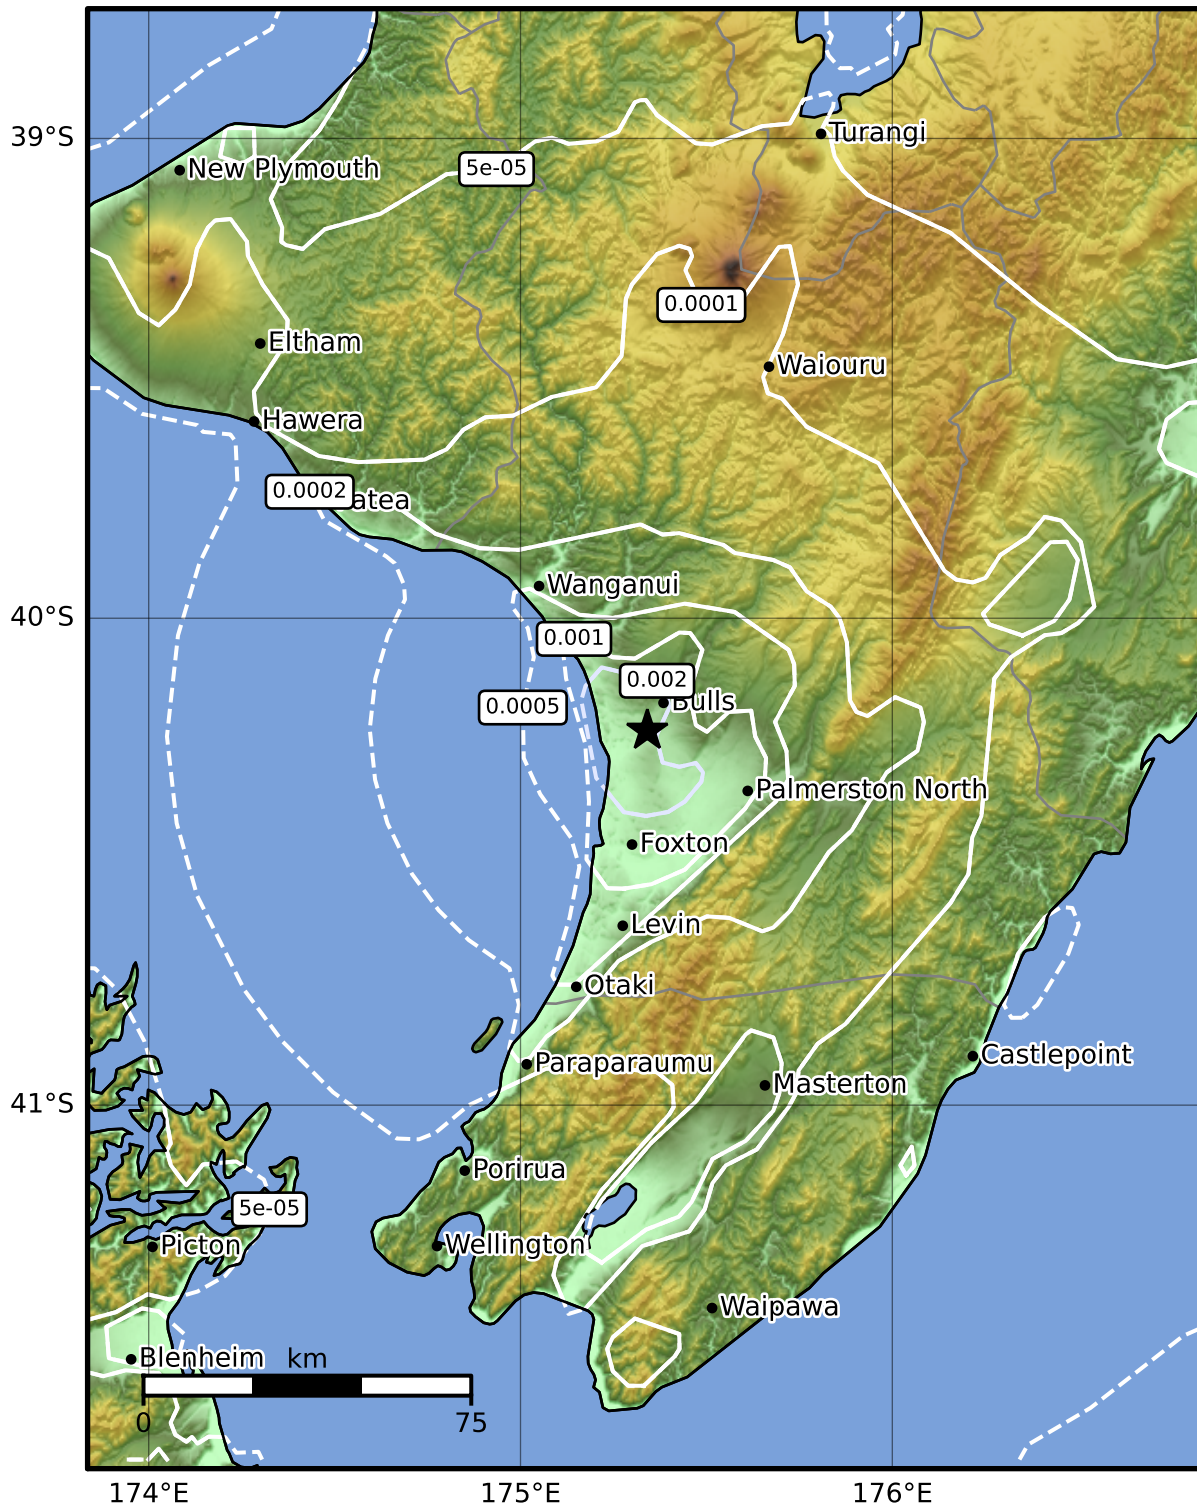 39°S
Turangi
New Plymouth
5e-05
0.0001
Eltham
Waiouru
Hawera
0.0002
atea
Wanganui
40°S
0.001
0.002
Bulls
0.0005
Palmerston North
Foxton
Levin
Otaki
Castlepoint
Paraparaumu
Masterton
41°S
Porirua
5e-05
Picton
Wellington
Waipawa
Blenheim
km
0
75
174°E
175°E
176°E